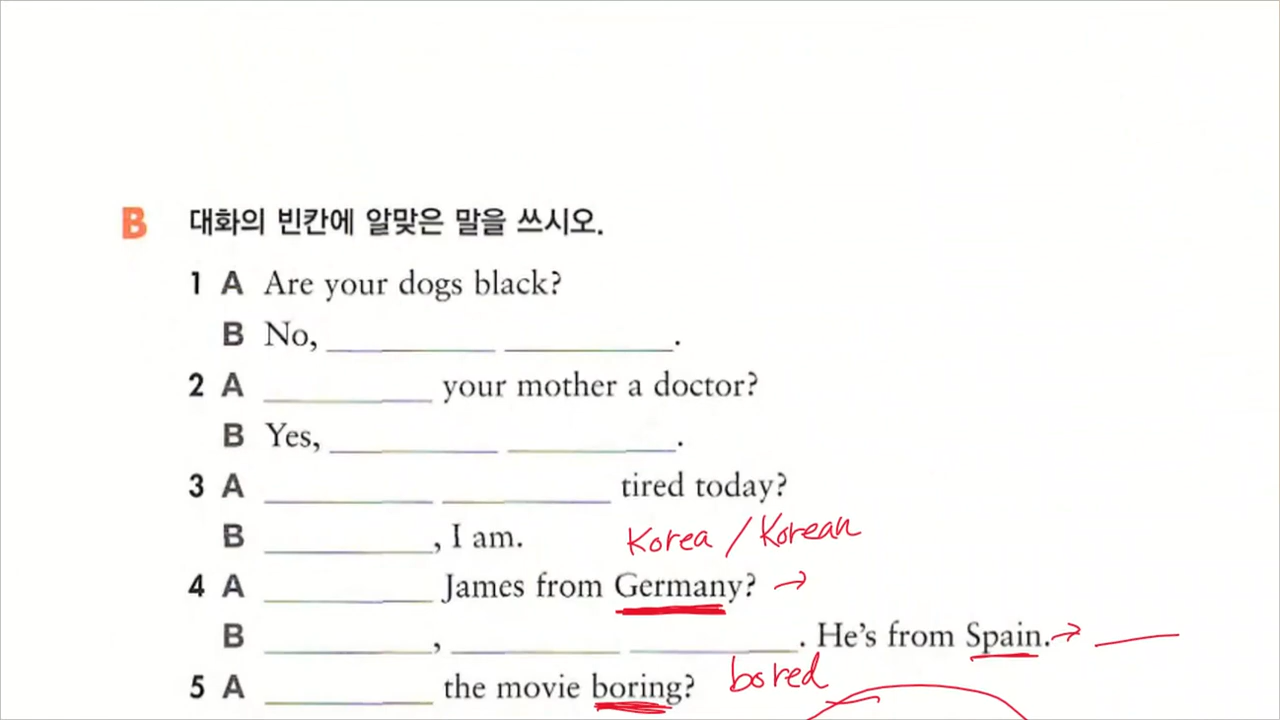 B 대화의 빈칸에 알맞은 말을 쓰시오.
1 A Are your dogs black?
B No, ________ ________.
2 A ________ your mother a doctor?
B Yes, ________ ________.
3 A ________ ________ tired today?
B ________, I am.
Korea / Korean
4 A ________ James from Germany? →
B ________, ________ ________. He's from Spain. → ____
5 A ________ the movie boring? bored